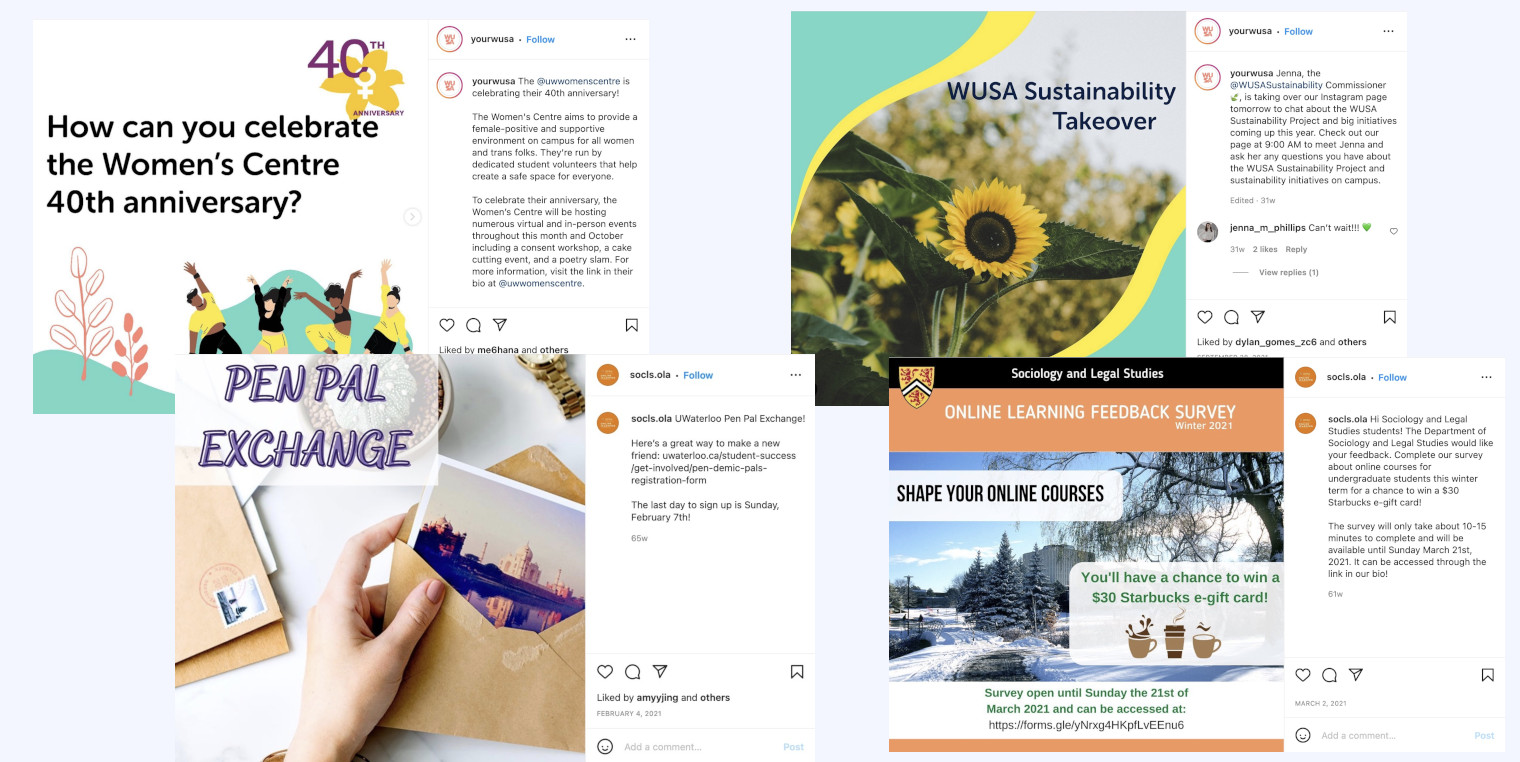 40TH
ANNIVERSARY
How can you celebrate
the Women's Centre
40th anniversary?
WU
SA
yourwusa • Follow
WU
SA
yourwusa The @uwwomenscentre is
celebrating their 40th anniversary!
The Women's Centre aims to provide a
female-positive and supportive
environment on campus for all women
and trans folks. They're run by
dedicated student volunteers that help
create a safe space for everyone.
To celebrate their anniversary, the
Women's Centre will be hosting
numerous virtual and in-person events
throughout this month and October
including a consent workshop, a cake
cutting event, and a poetry slam. For
more information, visit the link in their
bio at @uwwomenscentre.
Liked by me6hana and others
WUSA Sustainability
Takeover
WU
SA
yourwusa • Follow
WU
SA
yourwusa Jenna, the
@WUSASustainability Commissioner
, is taking over our Instagram page
tomorrow to chat about the WUSA
Sustainability Project and big initiatives
coming up this year. Check out our
page at 9:00 AM to meet Jenna and
ask her any questions you have about
the WUSA Sustainability Project and
sustainability initiatives on campus.
Edited · 31w
jenna_m_phillips Can't wait!!! 💚
31w 2 likes Reply
View replies (1)
Liked by dylan_gomes_zc6 and others
PEN PAL
EXCHANGE
socls.ola • Follow
socls.ola UWaterloo Pen Pal Exchange!
Here's a great way to make a new
friend: uwaterloo.ca/student-success
/get-involved/pen-demic-pals-
registration-form
The last day to sign up is Sunday,
February 7th!
65w
Liked by amyyjing and others
FEBRUARY 4, 2021
Add a comment...
Post
Sociology and Legal Studies
ONLINE LEARNING FEEDBACK SURVEY
Winter 2021
SHAPE YOUR ONLINE COURSES
You'll have a chance to win a
$30 Starbucks e-gift card!
Survey open until Sunday the 21st of
March 2021 and can be accessed at:
https://forms.gle/yNrxg4HKpfLvEEnu6
socls.ola • Follow
socls.ola Hi Sociology and Legal
Studies students! The Department of
Sociology and Legal Studies would like
your feedback. Complete our survey
about online courses for
undergraduate students this winter
term for a chance to win a $30
Starbucks e-gift card!
The survey will only take about 10-15
minutes to complete and will be
available until Sunday March 21st,
2021. It can be accessed through the
link in our bio!
61w
MARCH 2, 2021
Add a comment...
Post